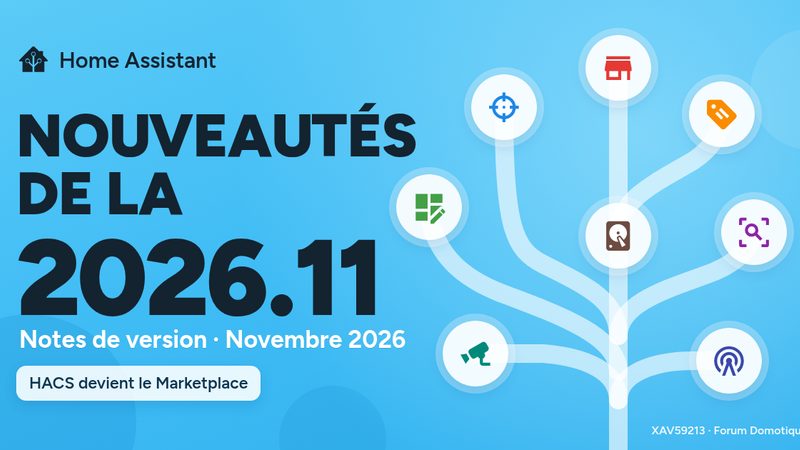 Home Assistant
NOUVEAUTÉS
DE LA
2026.11
Notes de version · Novembre 2026
HACS devient le Marketplace
XAV59213 · Forum Domotiqu